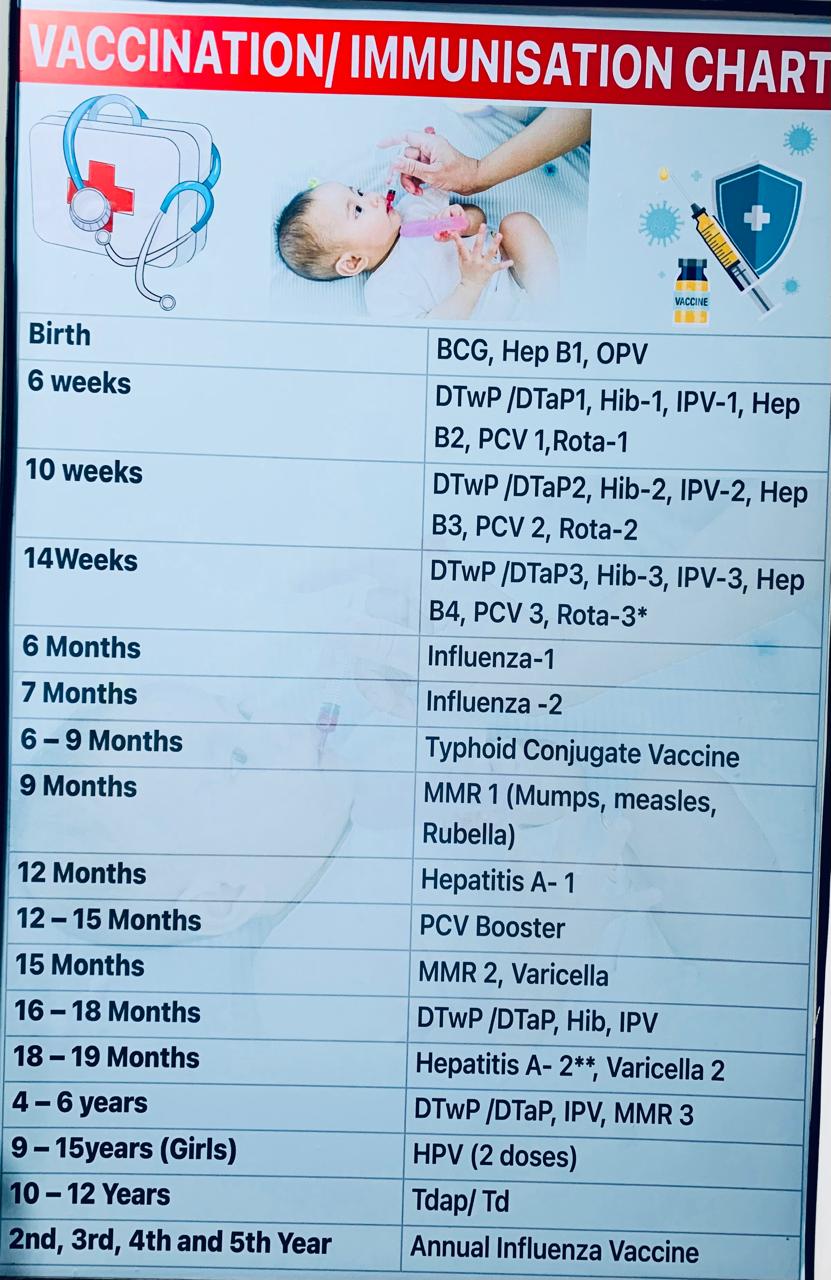 VACCINATION/ IMMUNISATION CHART
VACCINE
Birth
BCG, Hep B1, OPV
6 weeks
DTwP /DTaP1, Hib-1, IPV-1, Hep
B2, PCV 1,Rota-1
10 weeks
DTwP /DTaP2, Hib-2, IPV-2, Hep
B3, PCV 2, Rota-2
14Weeks
DTwP /DTaP3, Hib-3, IPV-3, Hep
B4, PCV 3, Rota-3*
6 Months
Influenza-1
7 Months
Influenza -2
6 – 9 Months
Typhoid Conjugate Vaccine
9 Months
MMR 1 (Mumps, measles,
Rubella)
12 Months
Hepatitis A- 1
12 – 15 Months
PCV Booster
15 Months
MMR 2, Varicella
16 – 18 Months
DTwP /DTaP, Hib, IPV
18 – 19 Months
Hepatitis A- 2**, Varicella 2
4 – 6 years
DTwP /DTaP, IPV, MMR 3
9 – 15years (Girls)
HPV (2 doses)
10 – 12 Years
Tdap/ Td
2nd, 3rd, 4th and 5th Year
Annual Influenza Vaccine